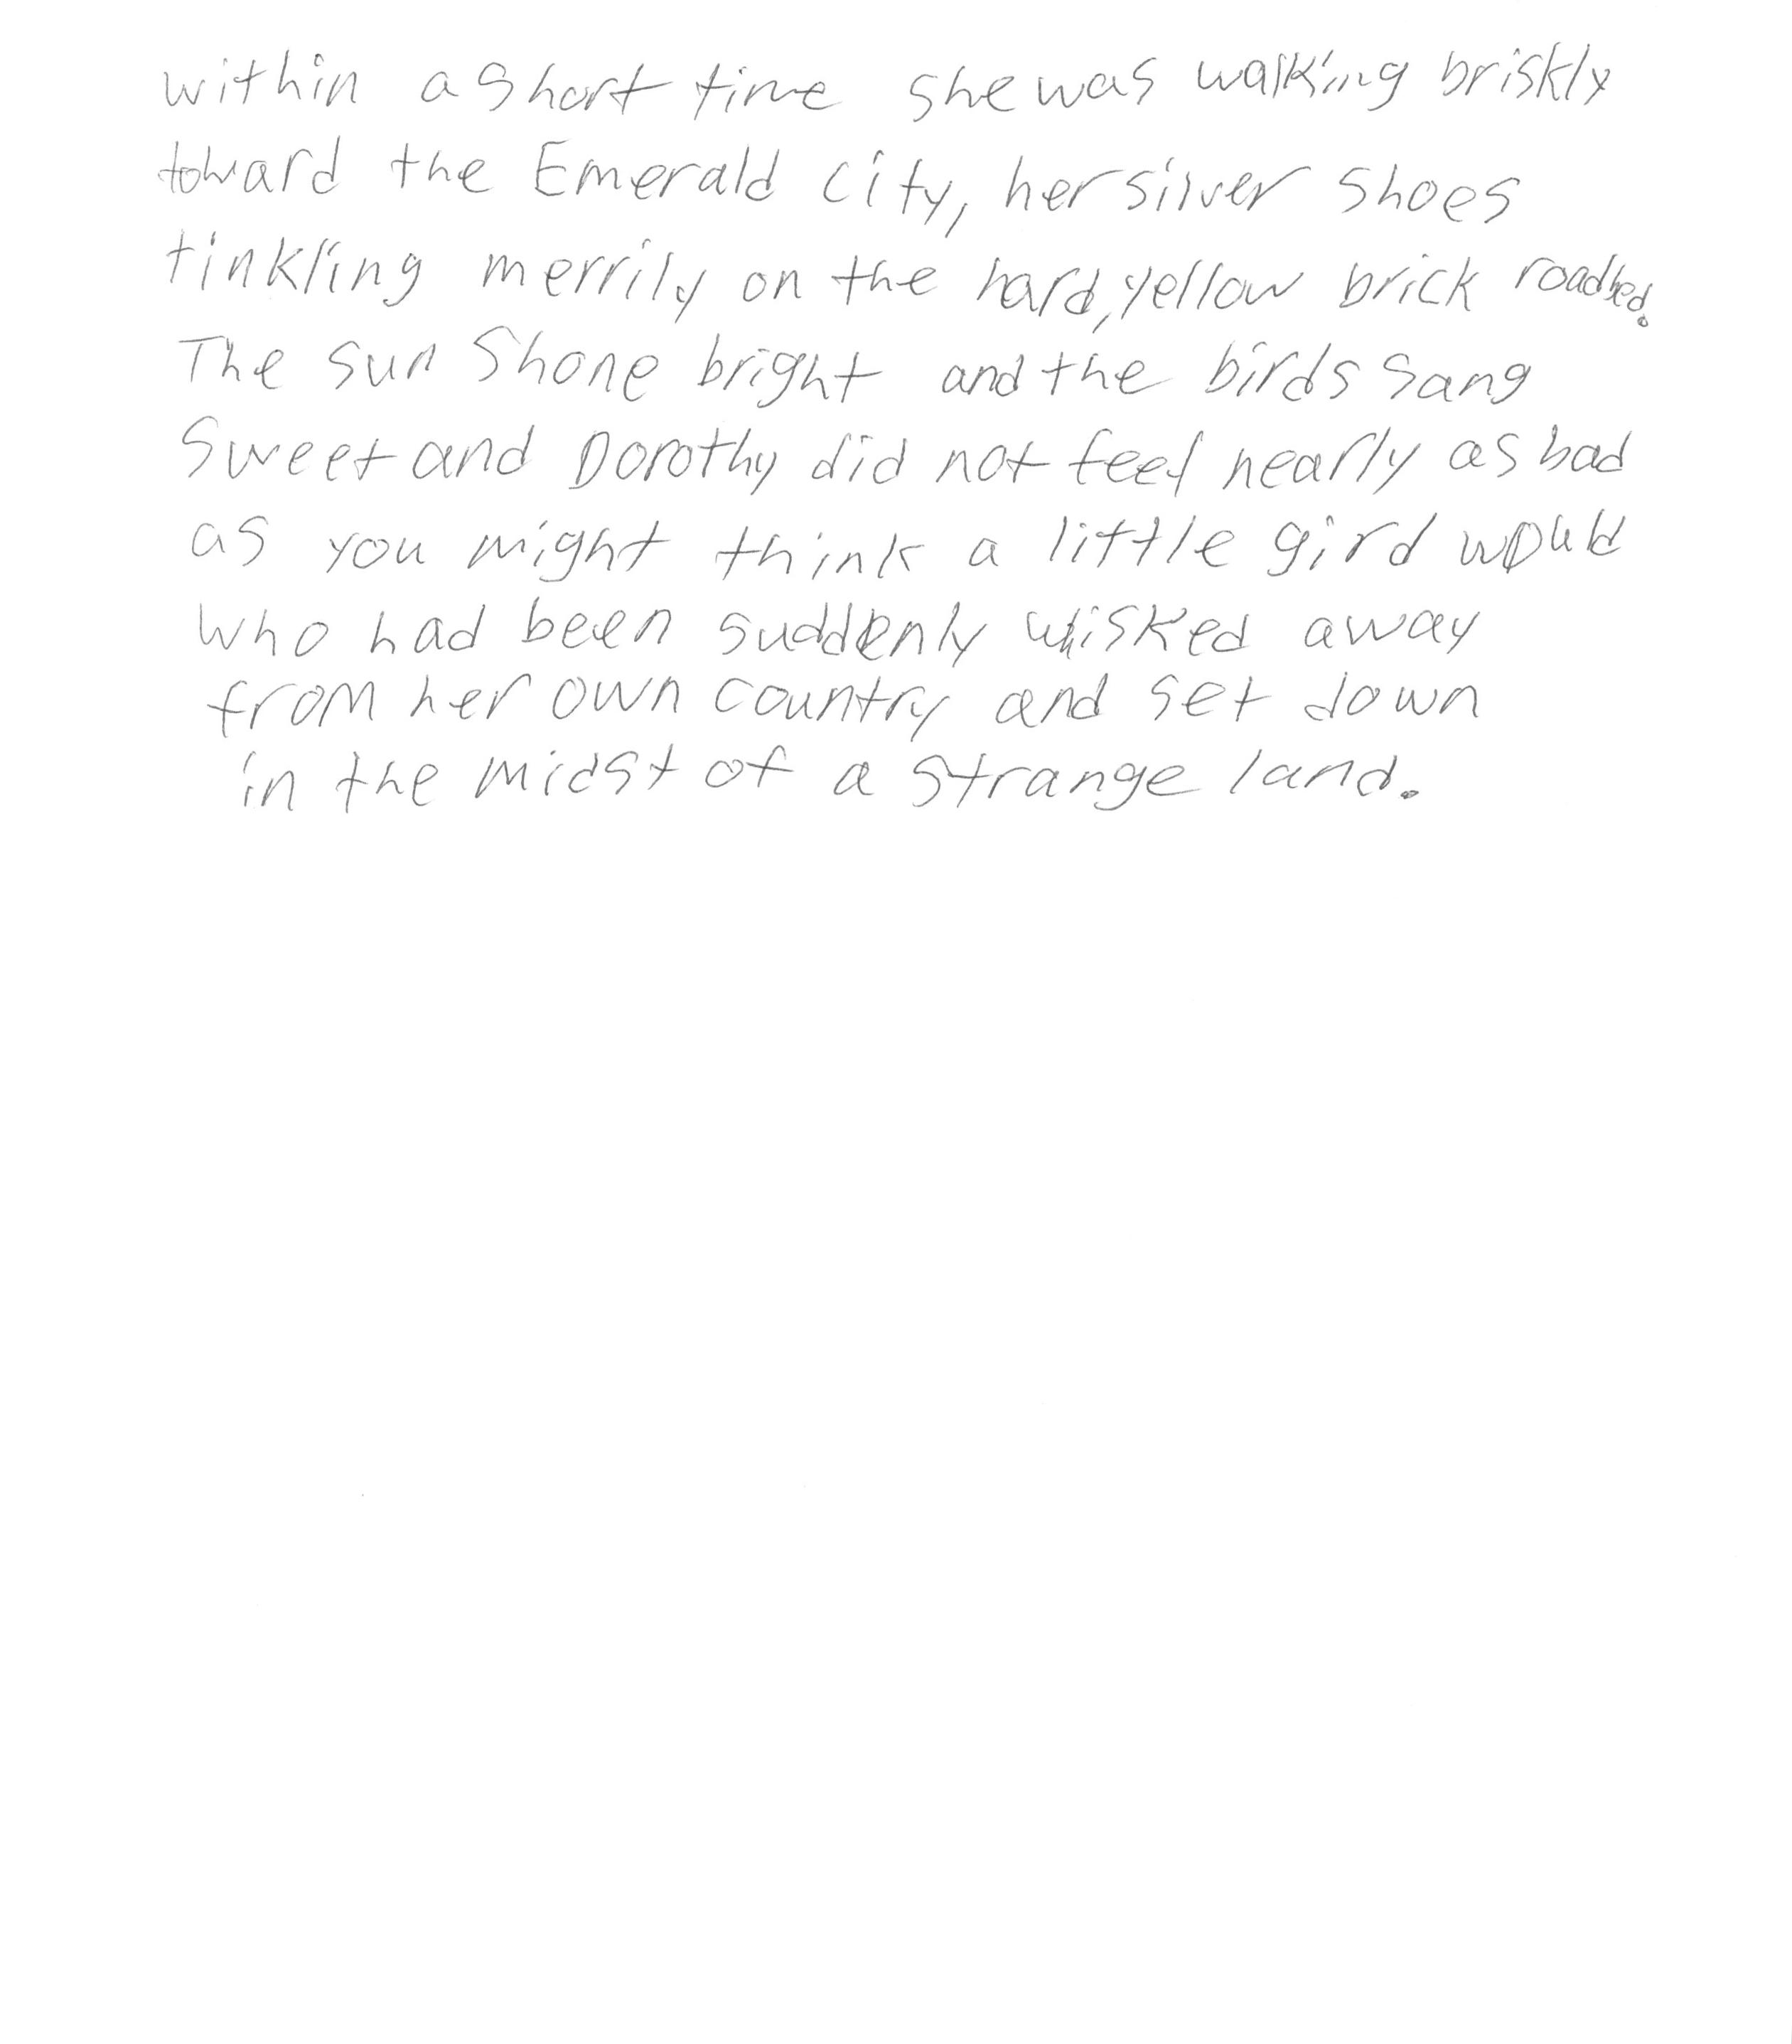 within a short time she was walking briskly
toward the Emerald City, her silver shoes
tinkling merrily on the hard, yellow brick roadbed.
The sun shone bright and the birds sang
sweet and Dorothy did not feel nearly as bad
as you might think a little gird would
who had been suddenly whisked away
from her own country and set down
in the midst of a strange land.